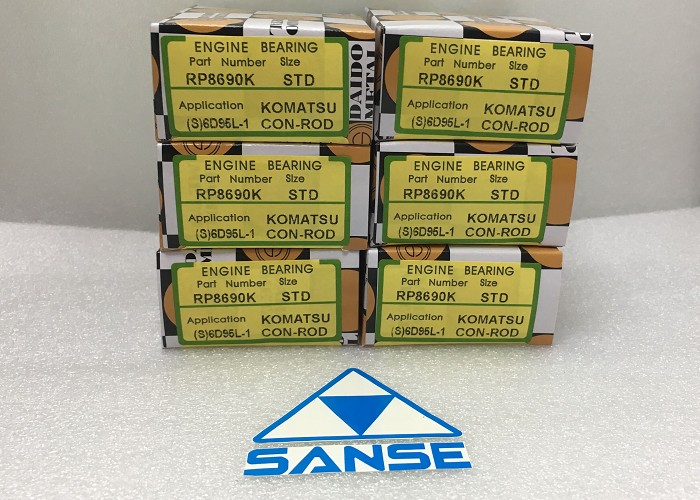 ENGINE BEARING
Part Number Size
RP8690K STD
Application KOMATSU
(S)6D95L-1 CON-ROD
DAIDO
METAL
ENGINE BEARING
Part Number Size
RP8690K STD
Application KOMATSU
(S)6D95L-1 CON-ROD
ENGINE BEARING
Part Number Size
RP8690K STD
Application KOMATSU
(S)6D95L-1 CON-ROD
ENGINE BEARING
Part Number Size
RP8690K STD
Application KOMATSU
(S)6D95L-1 CON-ROD
ENGINE BEARING
Part Number Size
RP8690K STD
Application KOMATSU
(S)6D95L-1 CON-ROD
ENGINE BEARING
Part Number Size
RP8690K STD
Application KOMATSU
(S)6D95L-1 CON-ROD
SANSE